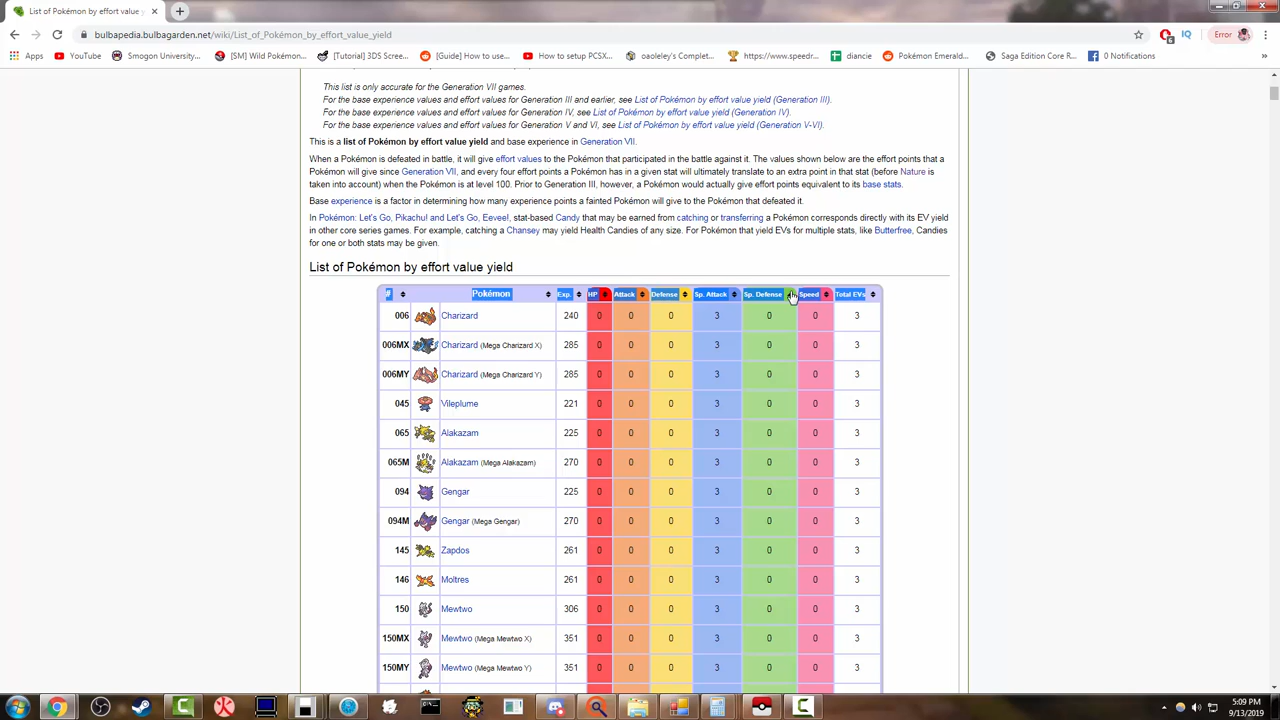 List of Pokémon by effort value y
bulbapedia.bulbagarden.net/wiki/List_of_Pokémon_by_effort_value_yield
Error
Apps
YouTube
Smogon University...
[SM] Wild Pokémon...
[Tutorial] 3DS Scree...
[Guide] How to use...
How to setup PCSX...
oaoleley's Complet...
https://www.speedr...
diancie
Pokémon Emerald...
Saga Edition Core R...
0 Notifications
»
This list is only accurate for the Generation VII games.
For the base experience values and effort values for Generation III and earlier, see List of Pokémon by effort value yield (Generation III).
For the base experience values and effort values for Generation IV, see List of Pokémon by effort value yield (Generation IV).
For the base experience values and effort values for Generation V and VI, see List of Pokémon by effort value yield (Generation V-VI).
This is a list of Pokémon by effort value yield and base experience in Generation VII.
When a Pokémon is defeated in battle, it will give effort values to the Pokémon that participated in the battle against it. The values shown below are the effort points that a
Pokémon will give since Generation VII, and every four effort points a Pokémon has in a given stat will ultimately translate to an extra point in that stat (before Nature is
taken into account) when the Pokémon is at level 100. Prior to Generation III, however, a Pokémon would actually give effort points equivalent to its base stats.
Base experience is a factor in determining how many experience points a fainted Pokémon will give to the Pokémon that defeated it.
In Pokémon: Let's Go, Pikachu! and Let's Go, Eevee!, stat-based Candy that may be earned from catching or transferring a Pokémon corresponds directly with its EV yield
in other core series games. For example, catching a Chansey may yield Health Candies of any size. For Pokémon that yield EVs for multiple stats, like Butterfree, Candies
for one or both stats may be given.
List of Pokémon by effort value yield
# Pokémon Exp. HP Attack Defense Sp. Attack Sp. Defense Speed Total EVs
006 Charizard 240 0 0 0 3 0 0 3
006MX Charizard (Mega Charizard X) 285 0 0 0 3 0 0 3
006MY Charizard (Mega Charizard Y) 285 0 0 0 3 0 0 3
045 Vileplume 221 0 0 0 3 0 0 3
065 Alakazam 225 0 0 0 3 0 0 3
065M Alakazam (Mega Alakazam) 270 0 0 0 3 0 0 3
094 Gengar 225 0 0 0 3 0 0 3
094M Gengar (Mega Gengar) 270 0 0 0 3 0 0 3
145 Zapdos 261 0 0 0 3 0 0 3
146 Moltres 261 0 0 0 3 0 0 3
150 Mewtwo 306 0 0 0 3 0 0 3
150MX Mewtwo (Mega Mewtwo X) 351 0 0 0 3 0 0 3
150MY Mewtwo (Mega Mewtwo Y) 351 0 0 0 3 0 0 3
5:09 PM
9/13/2019